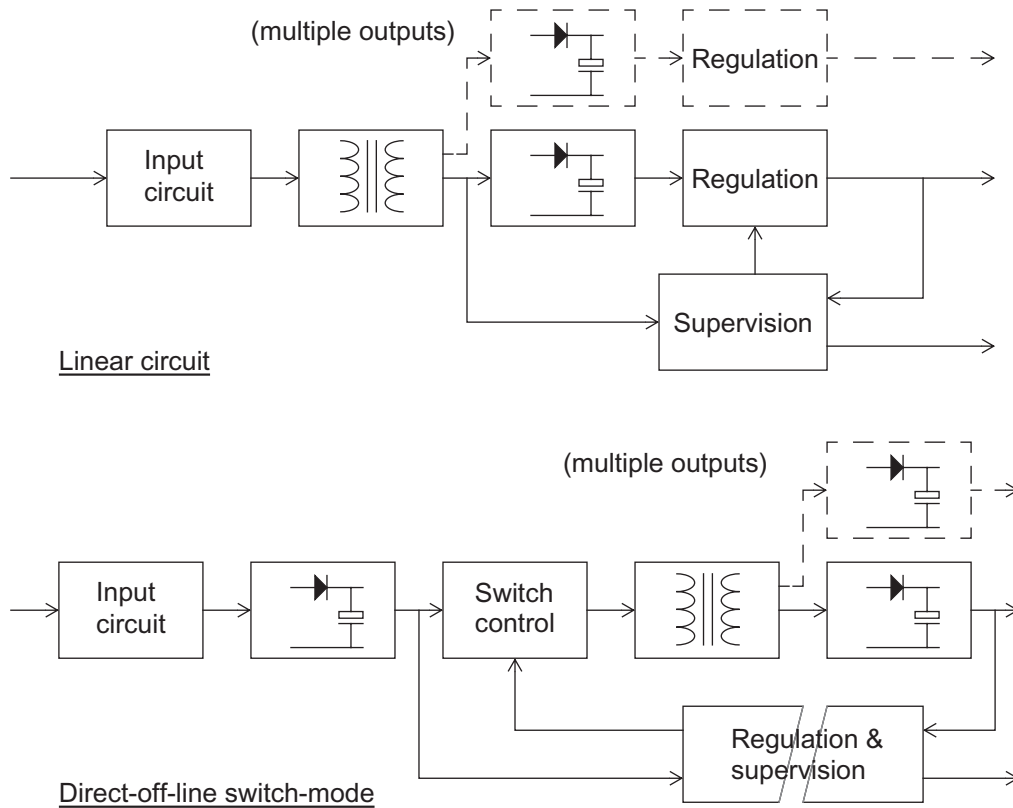 (multiple outputs)
Regulation
Input
circuit
Regulation
Supervision
Linear circuit
(multiple outputs)
Input
circuit
Switch
control
Regulation &
supervision
Direct-off-line switch-mode